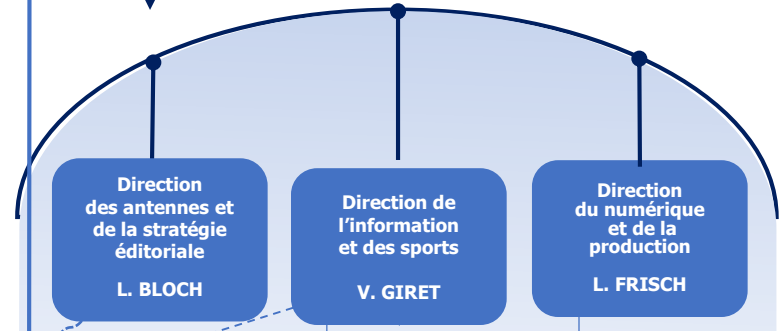 Direction
des antennes et
de la stratégie
éditoriale
L. BLOCH
Direction de
l’information
et des sports
V. GIRET
Direction
du numérique
et de la
production
L. FRISCH